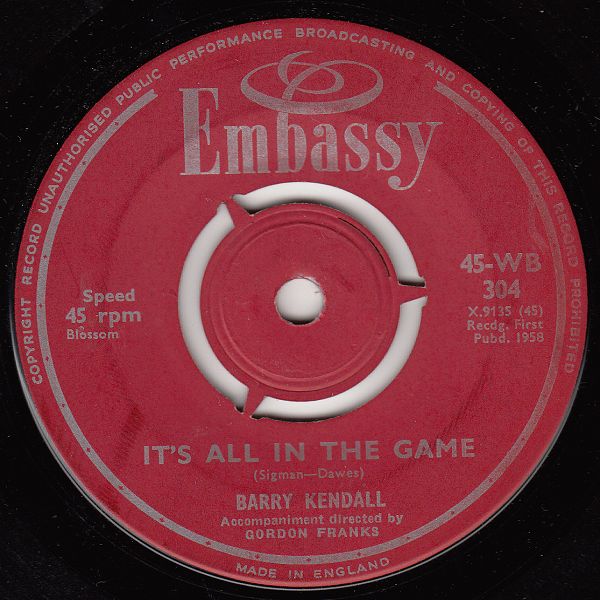 COPYRIGHT RECORD UNAUTHORISED PUBLIC PERFORMANCE BROADCASTING AND COPYING OF THIS RECORD PROHIBITED
Embassy
45-WB
304
X.9135 (45)
Recdg. First
Pubd. 1958
Speed
45 rpm
Blossom
IT'S ALL IN THE GAME
(Sigman—Dawes)
BARRY KENDALL
Accompaniment directed by
GORDON FRANKS
MADE IN ENGLAND